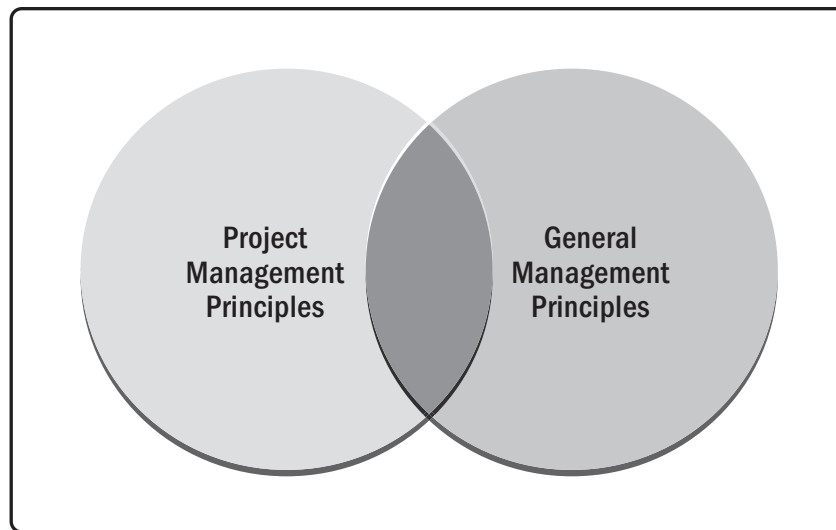 Project
Management
Principles
General
Management
Principles